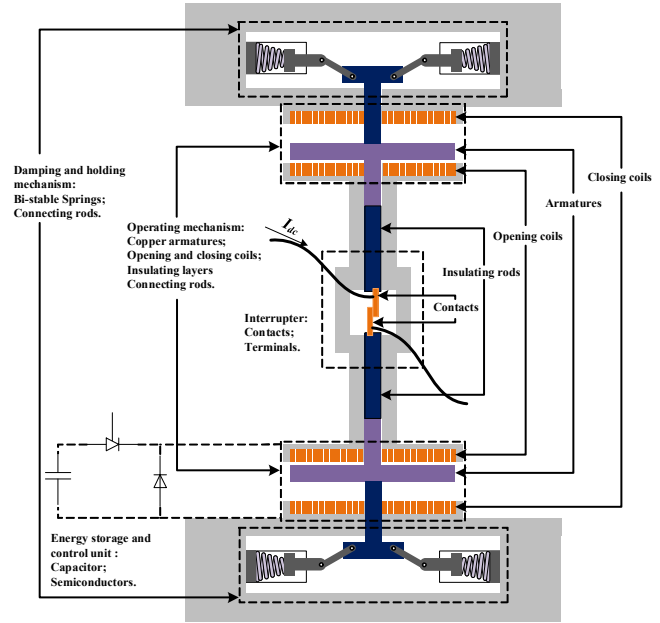 Damping and holding
mechanism:
Bi-stable Springs;
Connecting rods.
Operating mechanism:
Copper armatures;
Opening and closing coils;
Insulating layers
Connecting rods.
I_dc
Interrupter:
Contacts;
Terminals.
Closing coils
Armatures
Opening coils
Insulating rods
Contacts
Energy storage and
control unit :
Capacitor;
Semiconductors.